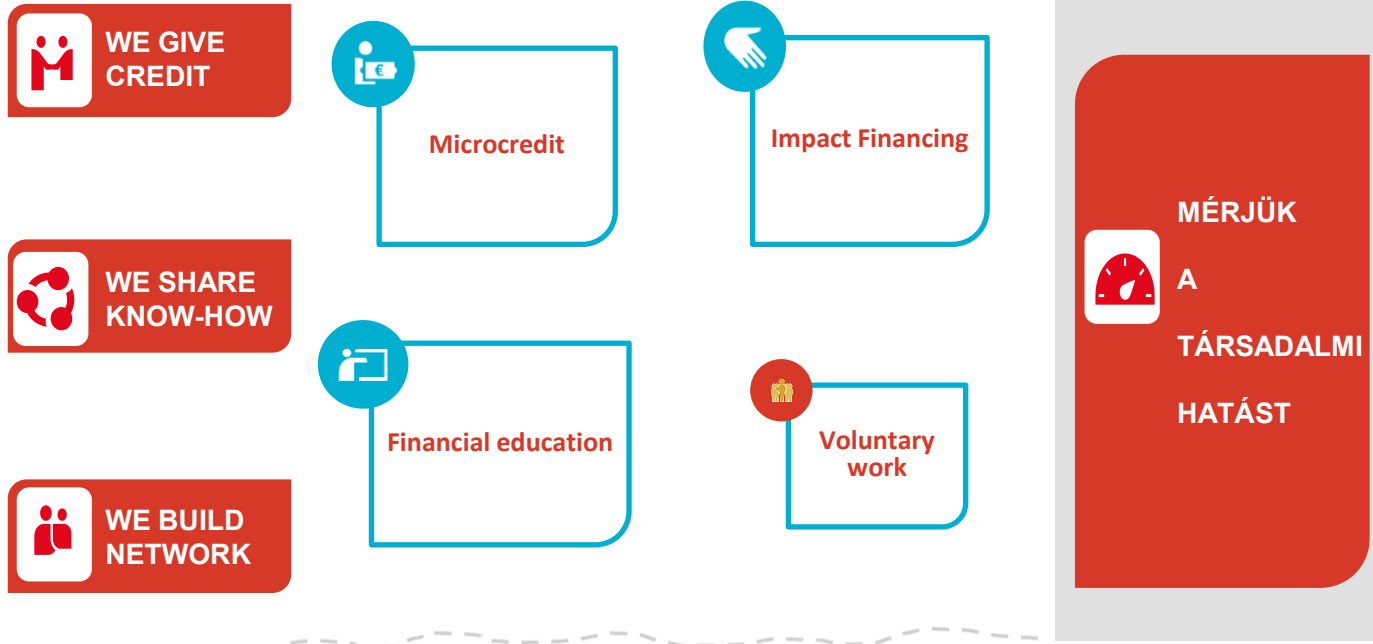 WE GIVE
CREDIT
Microcredit
Impact Financing
WE SHARE
KNOW-HOW
Financial education
Voluntary
work
WE BUILD
NETWORK
MÉRJÜK
A
TÁRSADALMI
HATÁST